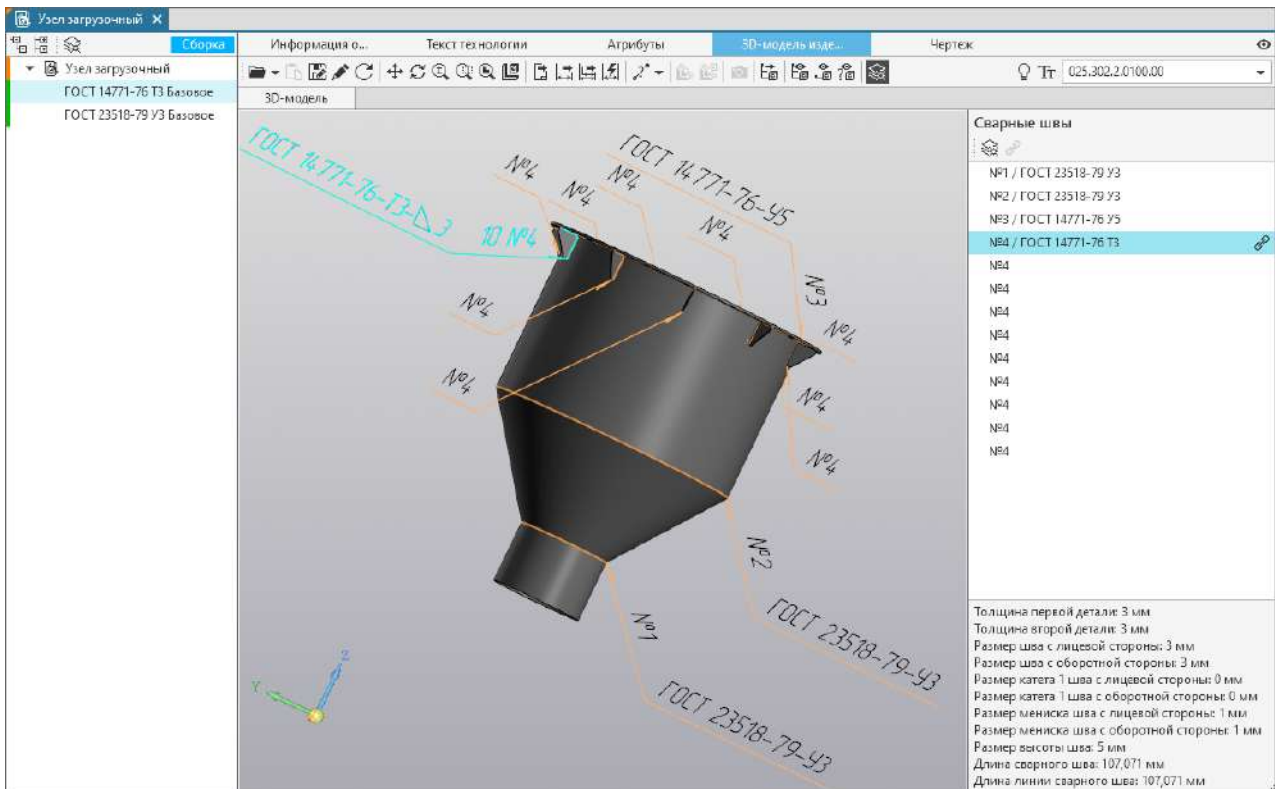 Узел загрузочный
Сборка
Информация о...
Текст технологии
Атрибуты
3D-модель изде...
Чертеж
Узел загрузочный
ГОСТ 14771-76 Т3 Базовое
ГОСТ 23518-79 У3 Базовое
Тт
025.302.2.0100.00
3D-модель
ГОСТ 14771-76-Т3-⊿ 3
10 №4
№4
№4
№4
ГОСТ 14771-76-У5
№4
№3
№4
№4
№4
№4
№4
№2
ГОСТ 23518-79-У3
№1
ГОСТ 23518-79-У3
Z
Y
Сварные швы
№1 / ГОСТ 23518-79 У3
№2 / ГОСТ 23518-79 У3
№3 / ГОСТ 14771-76 У5
№4 / ГОСТ 14771-76 Т3
№4
№4
№4
№4
№4
№4
№4
№4
№4
Толщина первой детали: 3 мм
Толщина второй детали: 3 мм
Размер шва с лицевой стороны: 3 мм
Размер шва с оборотной стороны: 3 мм
Размер катета 1 шва с лицевой стороны: 0 мм
Размер катета 1 шва с оборотной стороны: 0 мм
Размер мениска шва с лицевой стороны: 1 мм
Размер мениска шва с оборотной стороны: 1 мм
Размер высоты шва: 5 мм
Длина сварного шва: 107,071 мм
Длина линии сварного шва: 107,071 мм